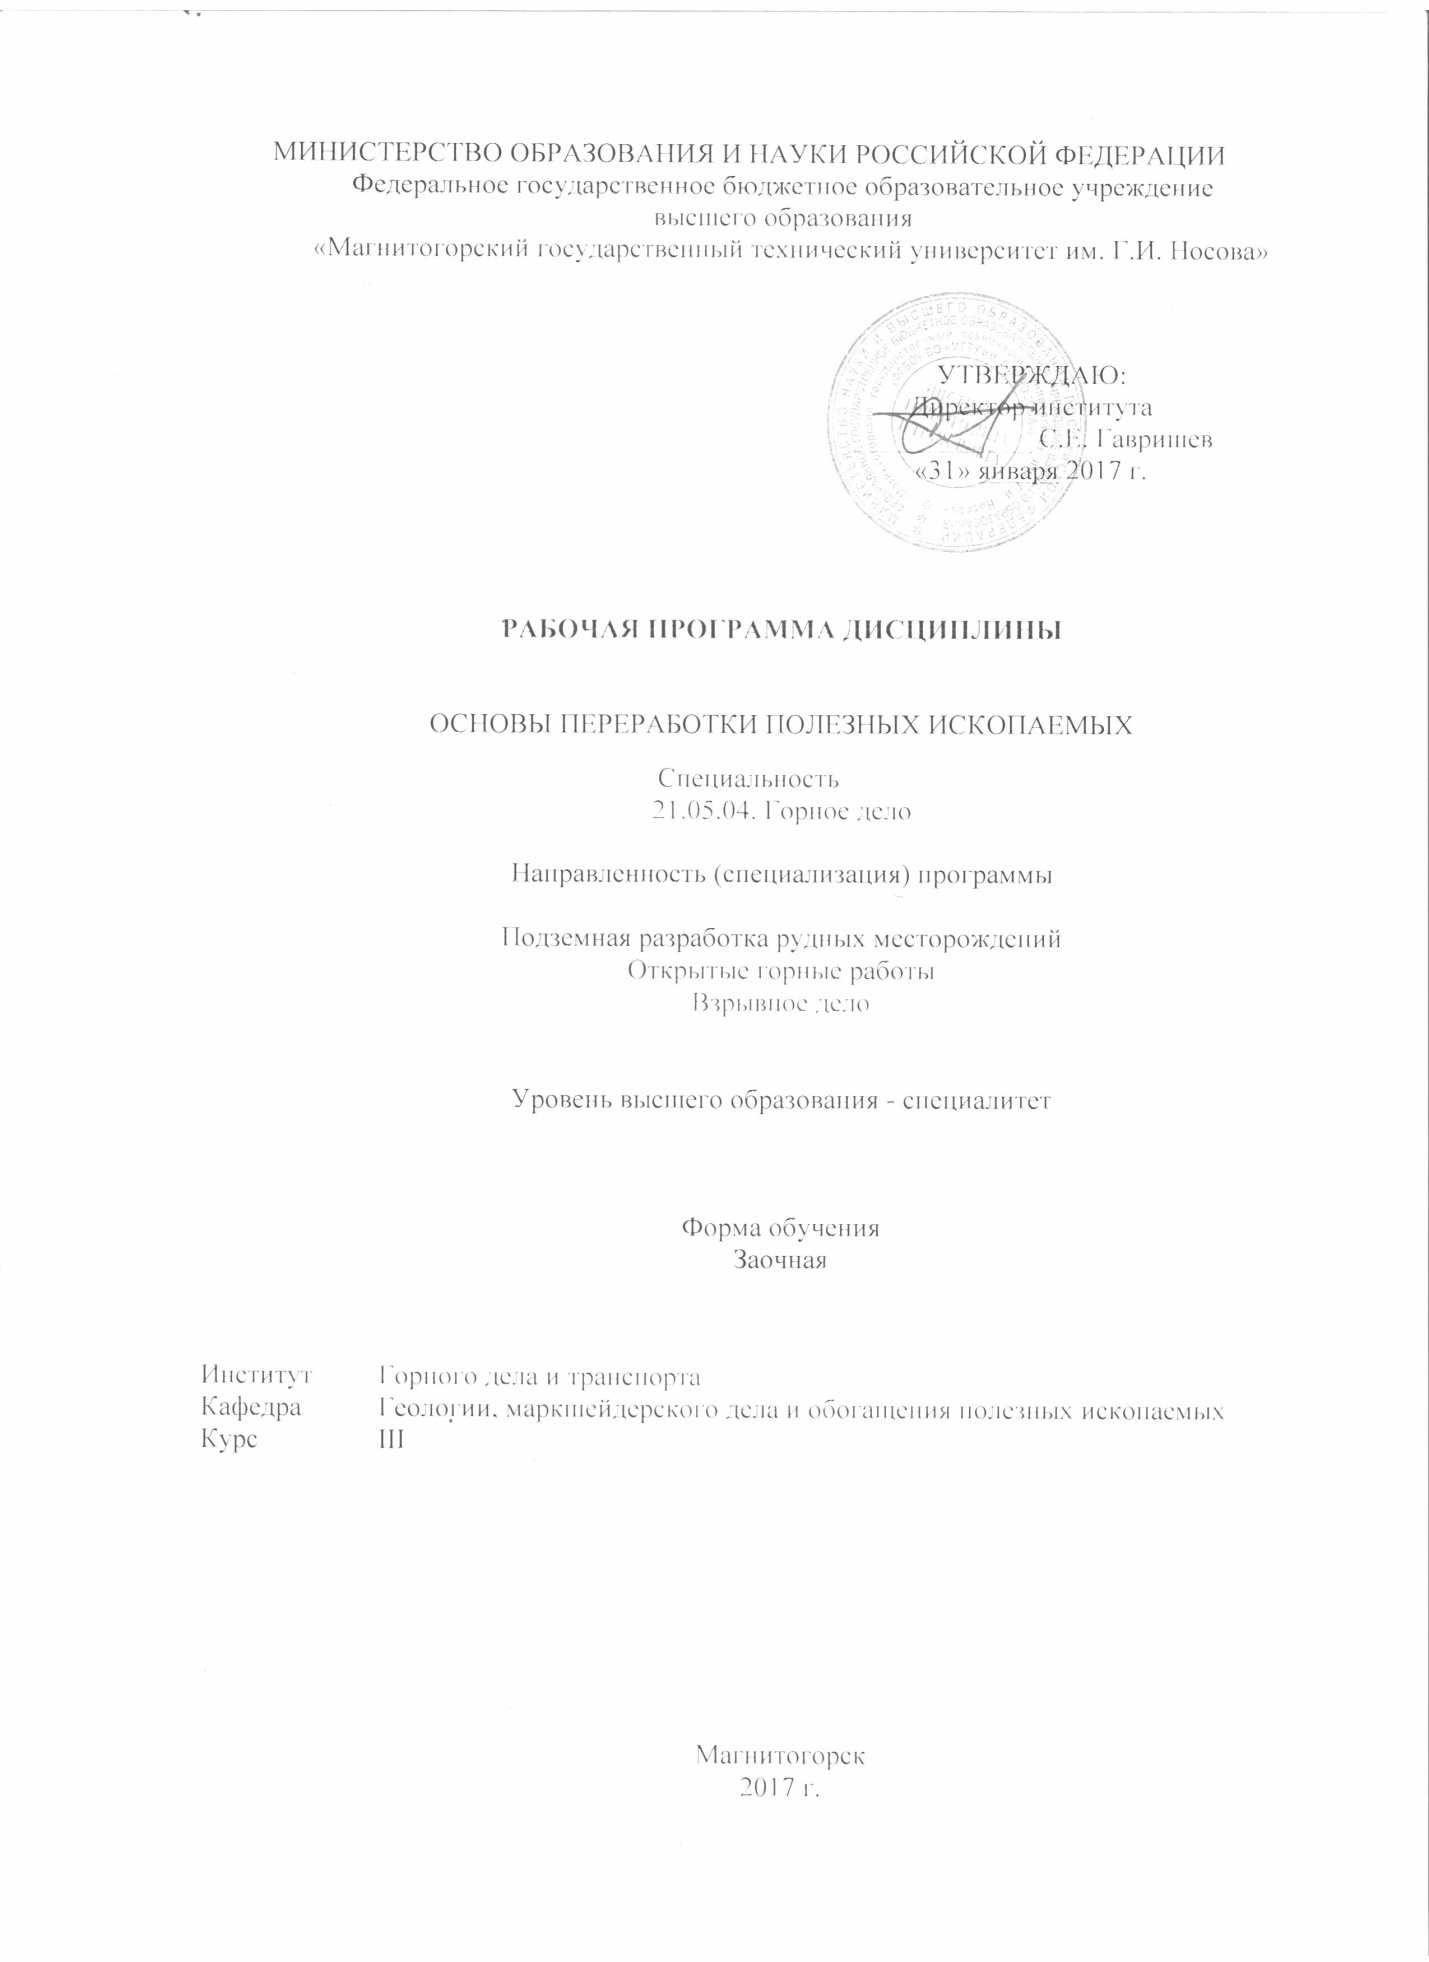 МИНИСТЕРСТВО ОБРАЗОВАНИЯ И НАУКИ РОССИЙСКОЙ ФЕДЕРАЦИИ
Федеральное государственное бюджетное образовательное учреждение
высшего образования
«Магнитогорский государственный технический университет им. Г.И. Носова»
УТВЕРЖДАЮ:
Директор института
С.Е. Гавришев
«31» января 2017 г.
РАБОЧАЯ ПРОГРАММА ДИСЦИПЛИНЫ
ОСНОВЫ ПЕРЕРАБОТКИ ПОЛЕЗНЫХ ИСКОПАЕМЫХ
Специальность
21.05.04. Горное дело
Направленность (специализация) программы
Подземная разработка рудных месторождений
Открытые горные работы
Взрывное дело
Уровень высшего образования - специалитет
Форма обучения
Заочная
Институт Горного дела и транспорта
Кафедра Геологии, маркшейдерского дела и обогащения полезных ископаемых
Курс III
Магнитогорск
2017 г.